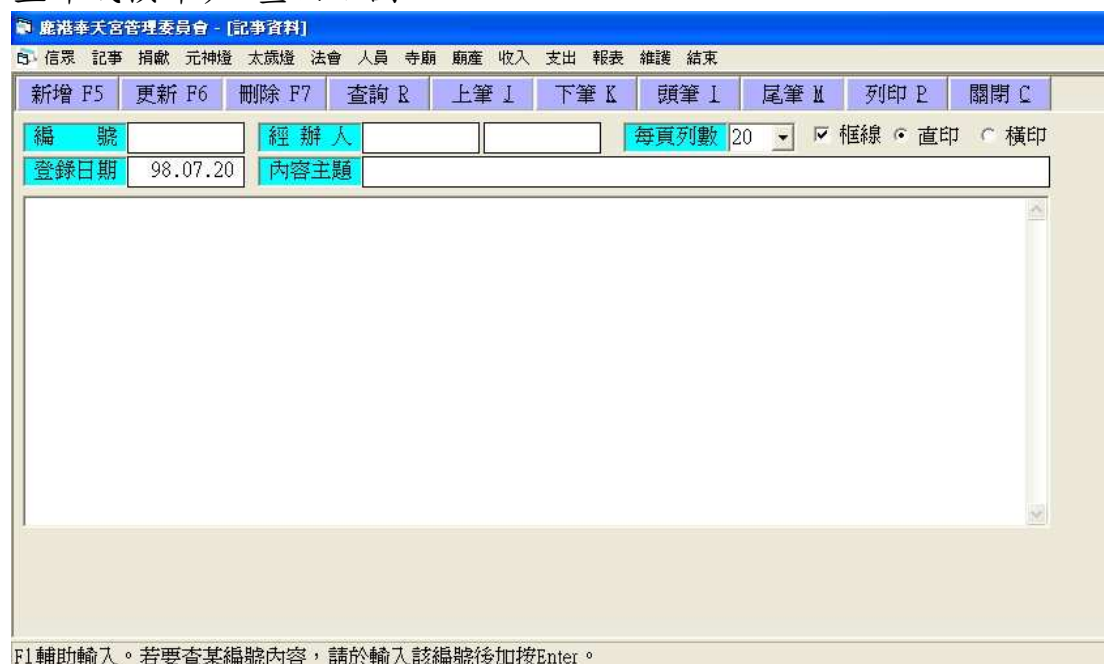 鹿港奉天宮管理委員會 - [記事資料]
信眾 記事 捐獻 元神燈 太歲燈 法會 人員 寺廟 廟產 收入 支出 報表 維護 結束
新增 F5 更新 F6 刪除 F7 查詢 R 上筆 J 下筆 K 頭筆 I 尾筆 M 列印 P 關閉 C
編 號 經 辦 人 每頁列數 20 框線 直印 橫印
登錄日期 98.07.20 內容主題
F1輔助輸入。若要查某編號內容，請於輸入該編號後加按Enter。